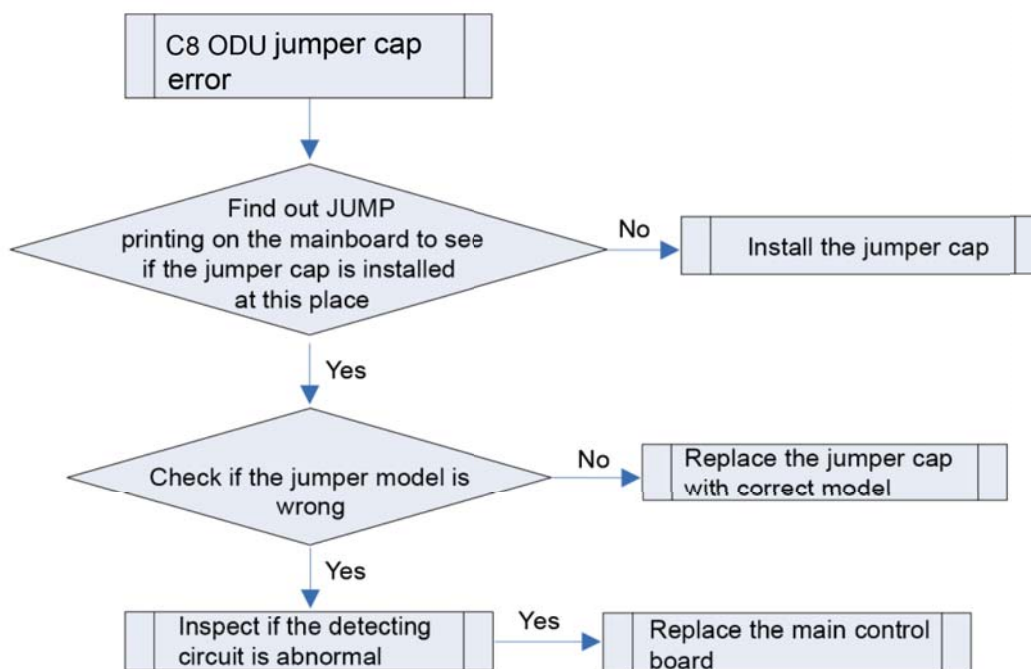 C8 ODU jumper cap
error
Find out JUMP
printing on the mainboard to see
if the jumper cap is installed
at this place
No
Install the jumper cap
Yes
Check if the jumper model is
wrong
No
Replace the jumper cap
with correct model
Yes
Inspect if the detecting
circuit is abnormal
Yes
Replace the main control
board